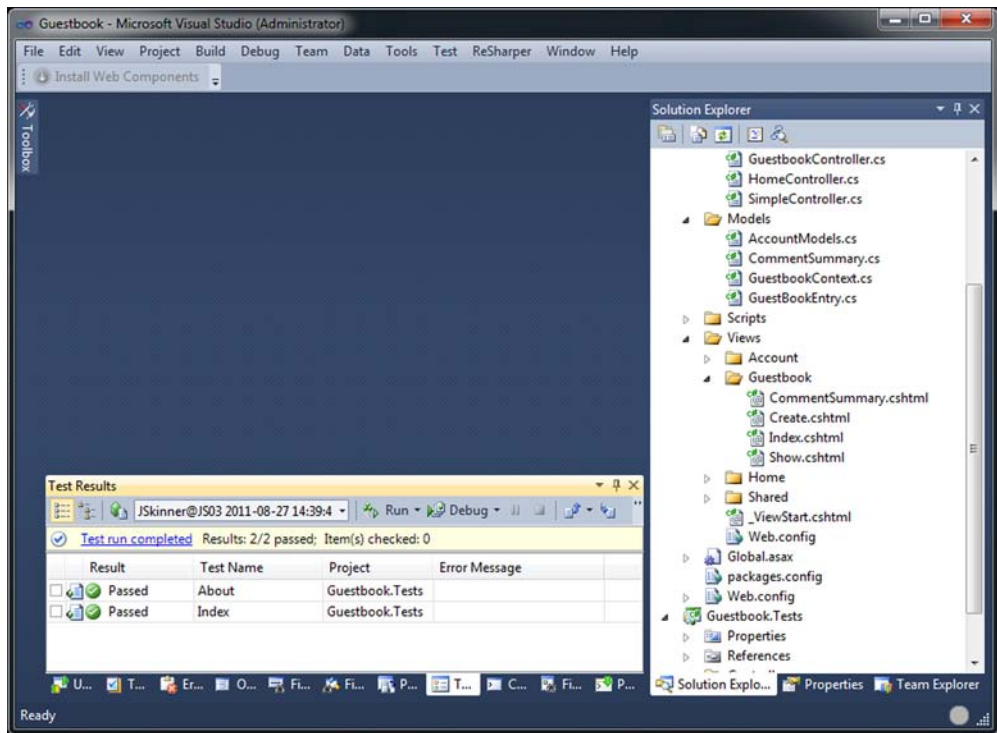 Guestbook - Microsoft Visual Studio (Administrator)
File Edit View Project Build Debug Team Data Tools Test ReSharper Window Help
Install Web Components
Toolbox
Solution Explorer
GuestbookController.cs
HomeController.cs
SimpleController.cs
Models
AccountModels.cs
CommentSummary.cs
GuestbookContext.cs
GuestBookEntry.cs
Scripts
Views
Account
Guestbook
CommentSummary.cshtml
Create.cshtml
Index.cshtml
Show.cshtml
Home
Shared
_ViewStart.cshtml
Web.config
Global.asax
packages.config
Web.config
Guestbook.Tests
Properties
References
Test Results
JSkinner@JS03 2011-08-27 14:39:4 Run Debug
Test run completed Results: 2/2 passed; Item(s) checked: 0
Result Test Name Project Error Message
Passed About Guestbook.Tests
Passed Index Guestbook.Tests
U... T... Er... O... Fi... Fi... P... T... C... Fi... P...
Solution Explo... Properties Team Explorer
Ready